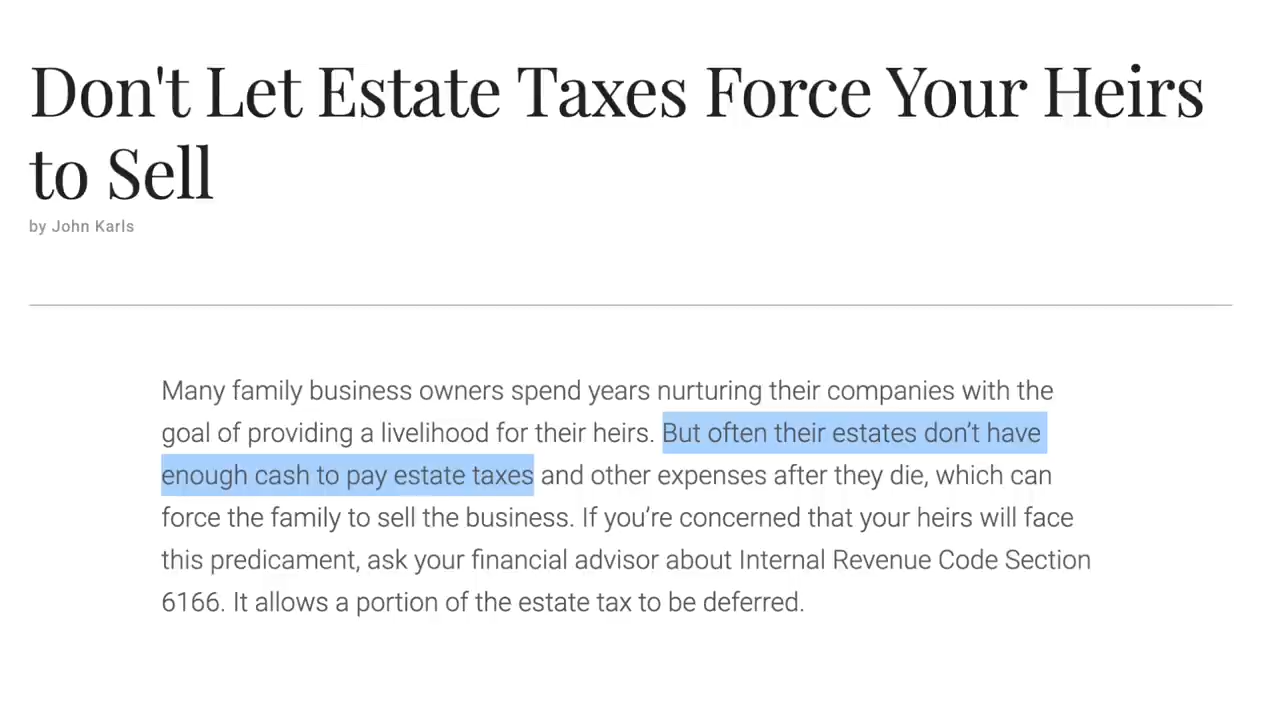 Don't Let Estate Taxes Force Your Heirs
to Sell
by John Karls
Many family business owners spend years nurturing their companies with the
goal of providing a livelihood for their heirs. But often their estates don’t have
enough cash to pay estate taxes and other expenses after they die, which can
force the family to sell the business. If you’re concerned that your heirs will face
this predicament, ask your financial advisor about Internal Revenue Code Section
6166. It allows a portion of the estate tax to be deferred.